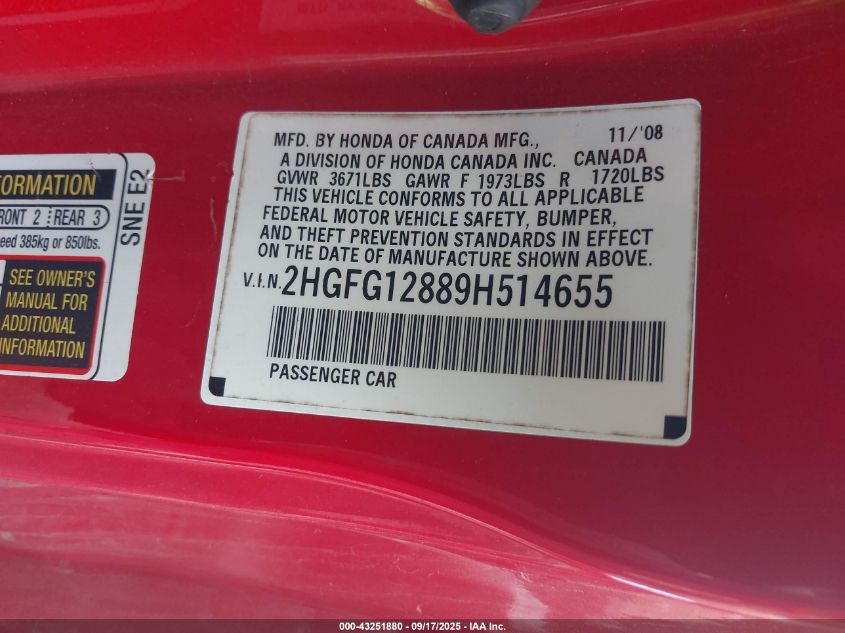 MFD. BY HONDA OF CANADA MFG., 11/'08
A DIVISION OF HONDA CANADA INC. CANADA
GVWR 3671LBS GAWR F 1973LBS R 1720LBS
THIS VEHICLE CONFORMS TO ALL APPLICABLE
FEDERAL MOTOR VEHICLE SAFETY, BUMPER,
AND THEFT PREVENTION STANDARDS IN EFFECT
ON THE DATE OF MANUFACTURE SHOWN ABOVE.
V.I.N. 2HGFG12889H514655
PASSENGER CAR
ORMATION
RONT 2 REAR 3
eed 385kg or 850lbs.
SEE OWNER'S
MANUAL FOR
ADDITIONAL
INFORMATION
SNE E2
000-43251880 - 09/17/2025 - IAA Inc.